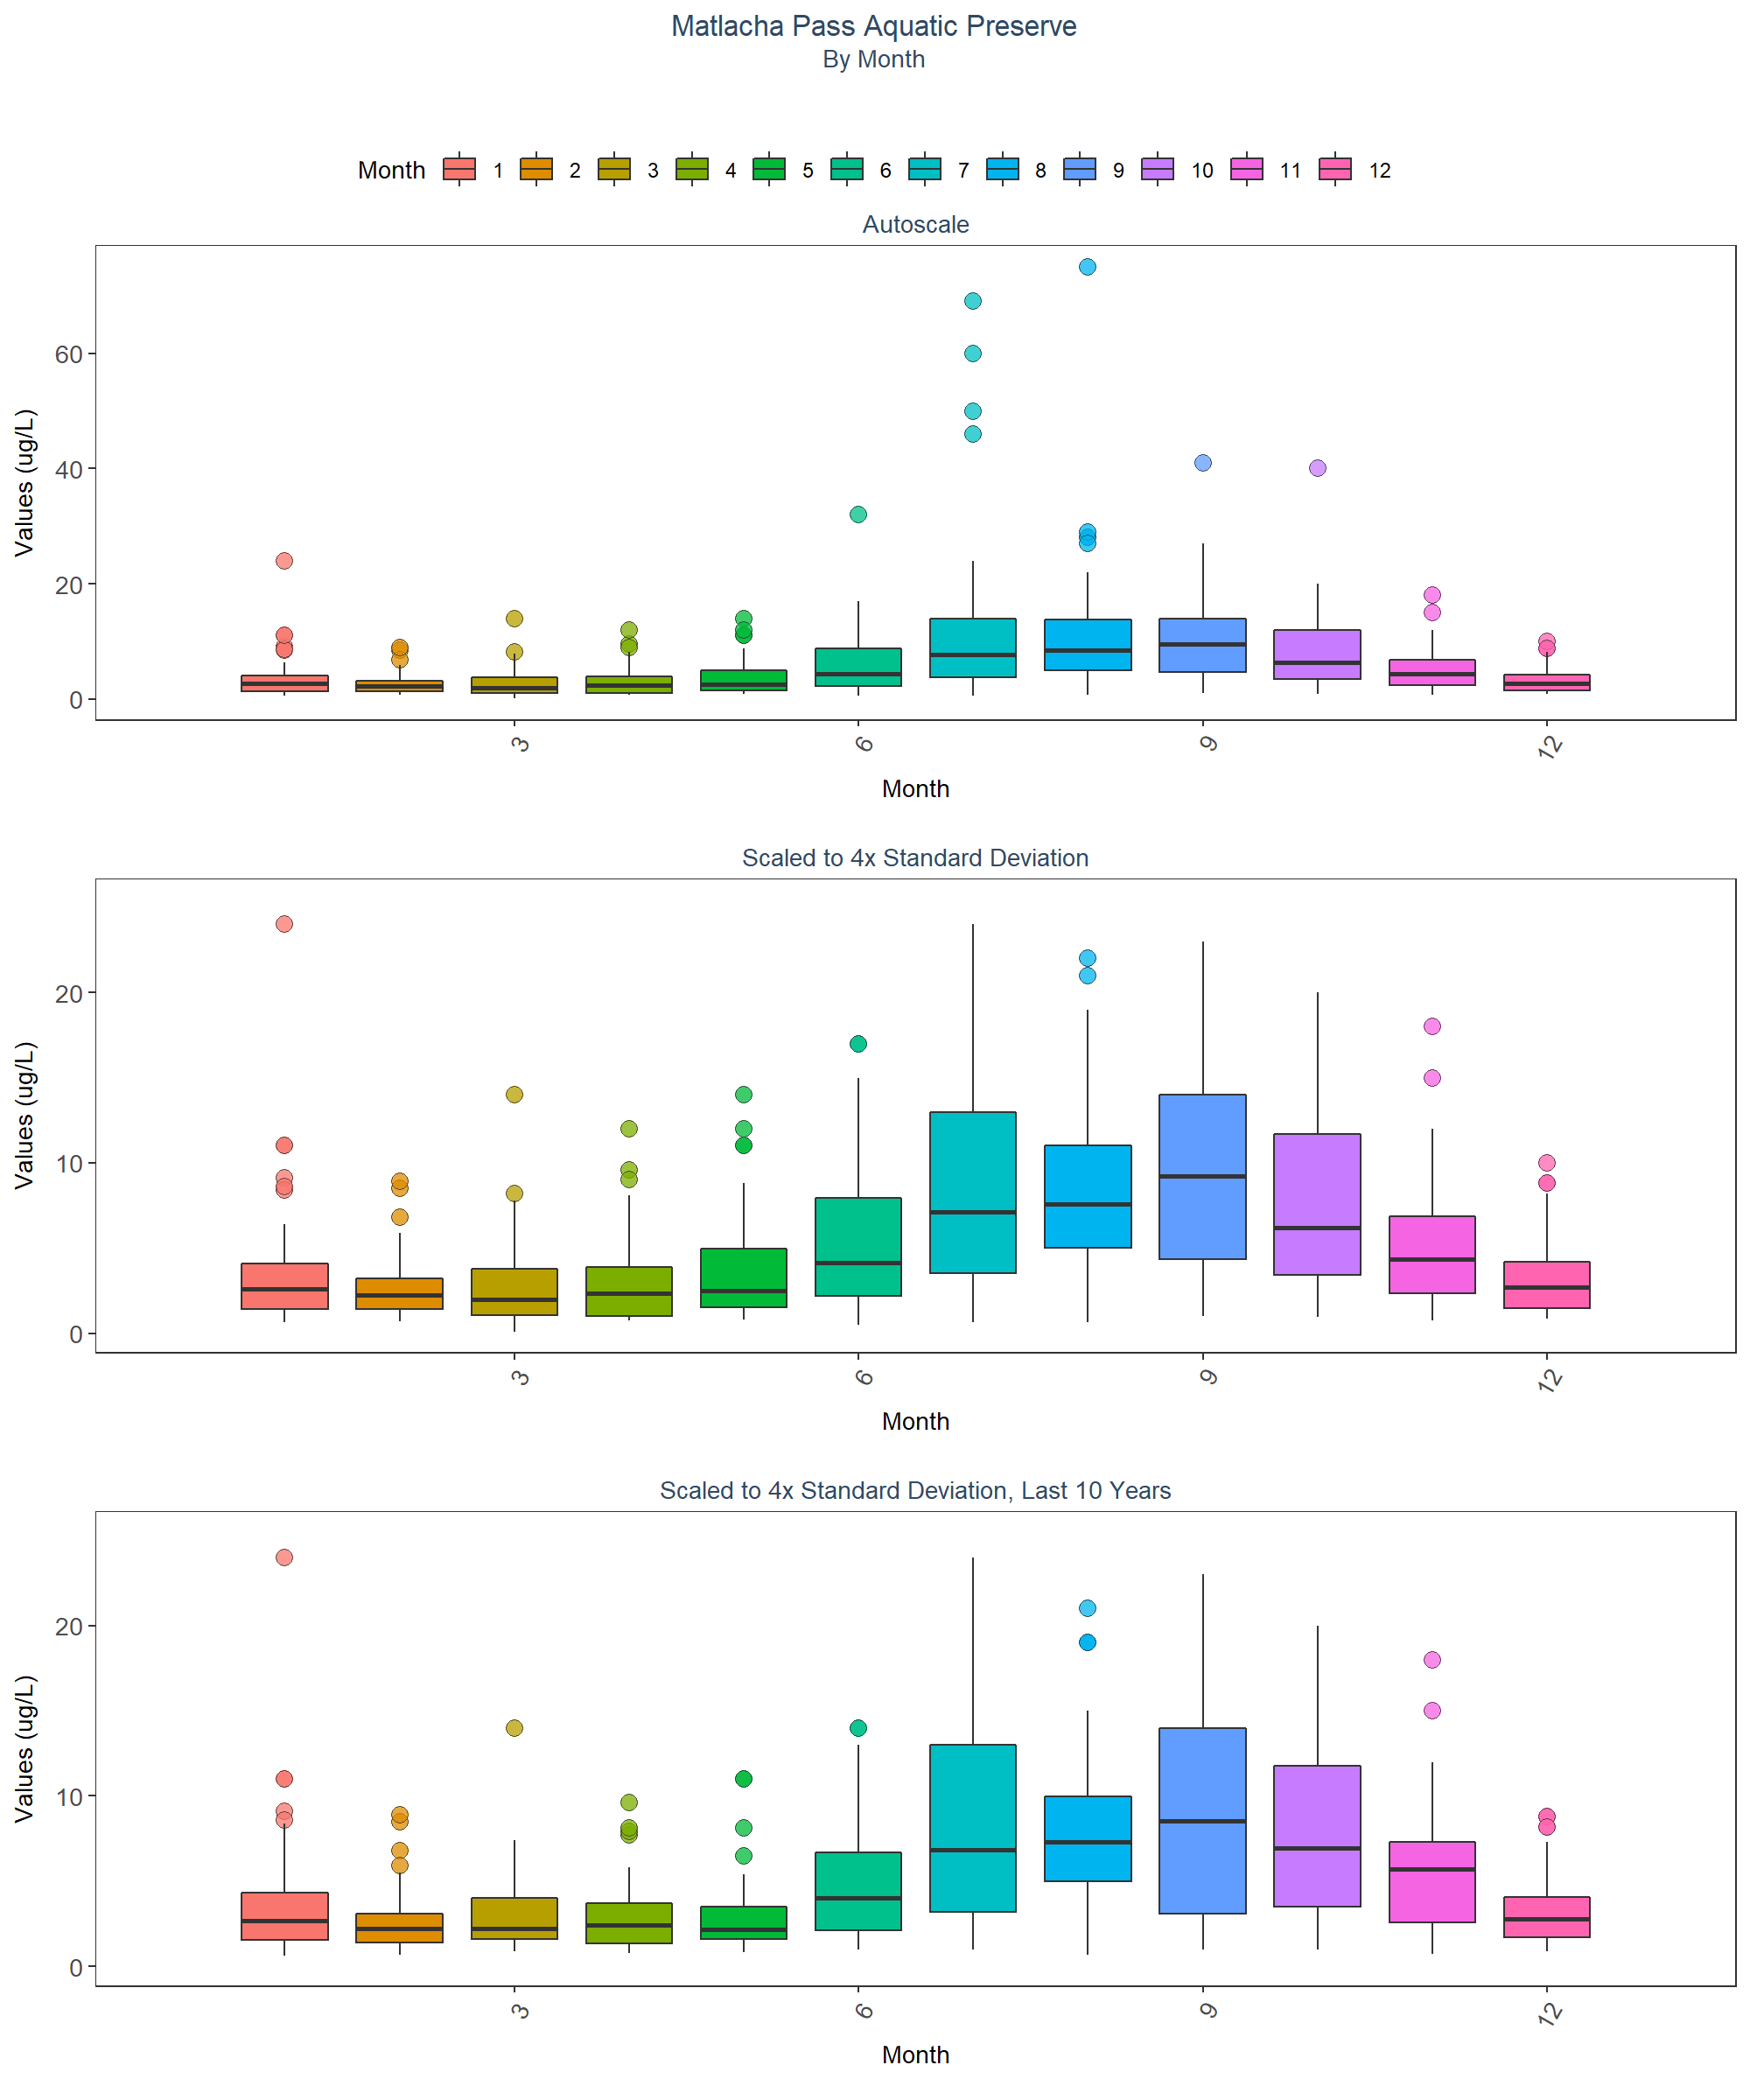 Matlacha Pass Aquatic Preserve
By Month
Month 1 2 3 4 5 6 7 8 9 10 11 12
Autoscale
Values (ug/L)
60
40
20
0
3 6 9 12
Month
Scaled to 4x Standard Deviation
Values (ug/L)
20
10
0
3 6 9 12
Month
Scaled to 4x Standard Deviation, Last 10 Years
Values (ug/L)
20
10
0
3 6 9 12
Month